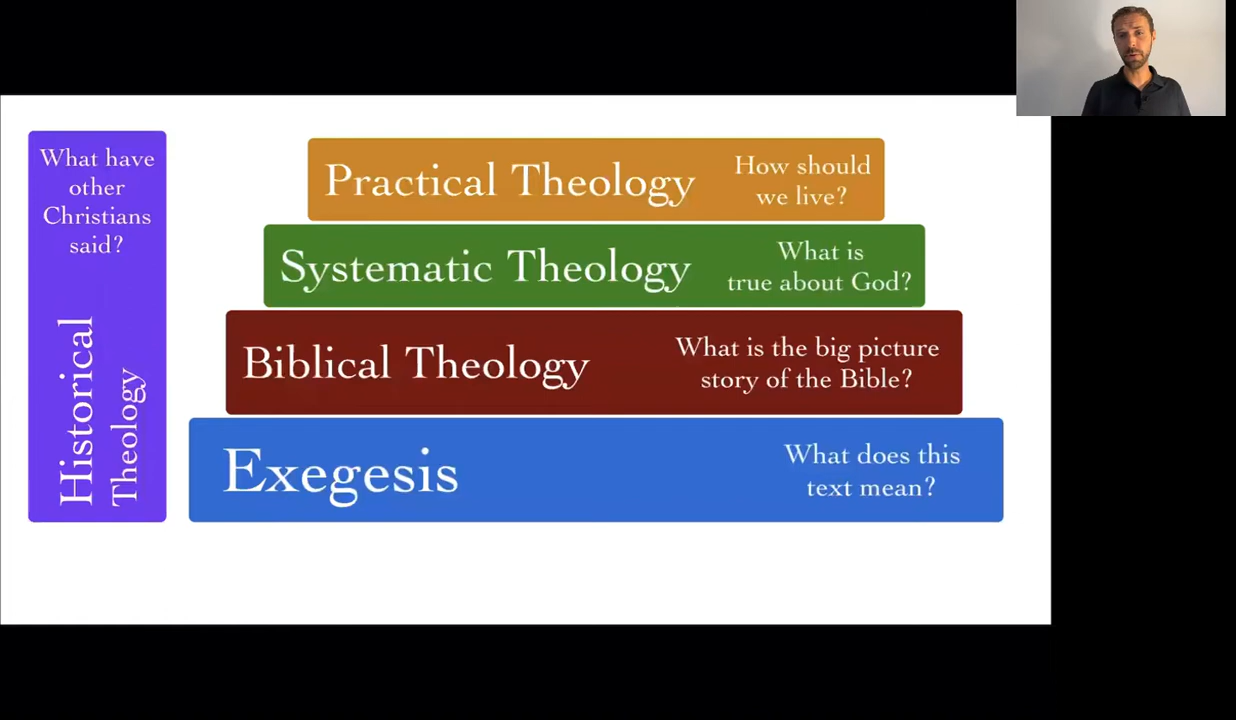 What have
other
Christians
said?
Historical
Theology
Practical Theology
How should
we live?
Systematic Theology
What is
true about God?
Biblical Theology
What is the big picture
story of the Bible?
Exegesis
What does this
text mean?